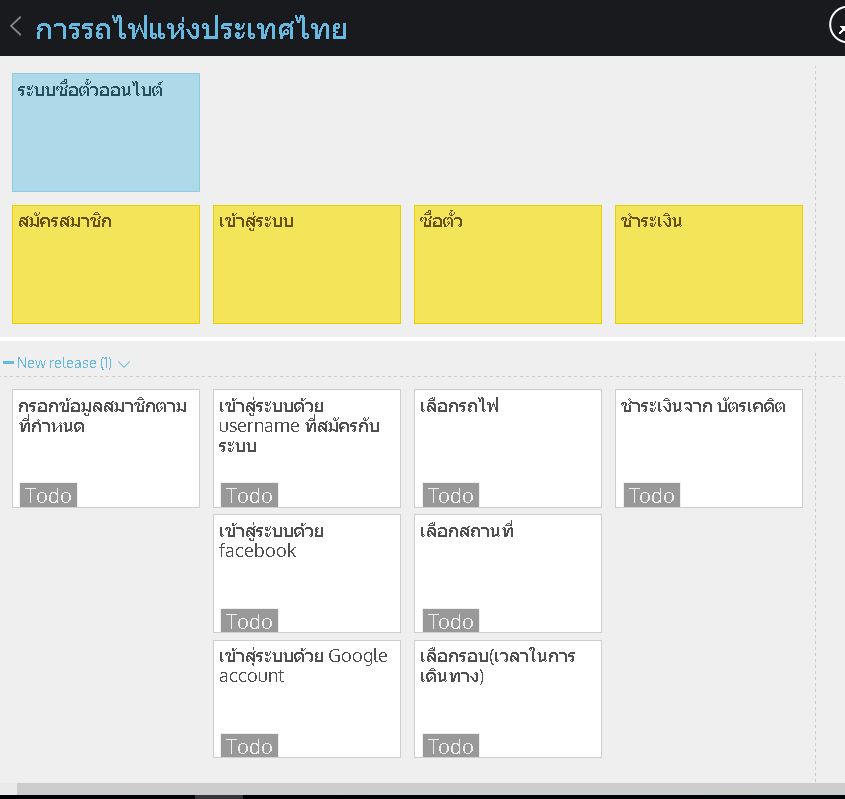 การรถไฟแห่งประเทศไทย
ระบบซื้อตั๋วออนไบต์
สมัครสมาชิก
เข้าสู่ระบบ
ซื้อตั๋ว
ชำระเงิน
New release (1)
กรอกข้อมูลสมาชิกตาม
ที่กำหนด
Todo
เข้าสู่ระบบด้วย
username ที่สมัครกับ
ระบบ
Todo
เลือกรถไฟ
Todo
ชำระเงินจาก บัตรเคดิต
Todo
เข้าสู่ระบบด้วย
facebook
Todo
เลือกสถานที่
Todo
เข้าสู่ระบบด้วย Google
account
Todo
เลือกรอบ(เวลาในการ
เดินทาง)
Todo